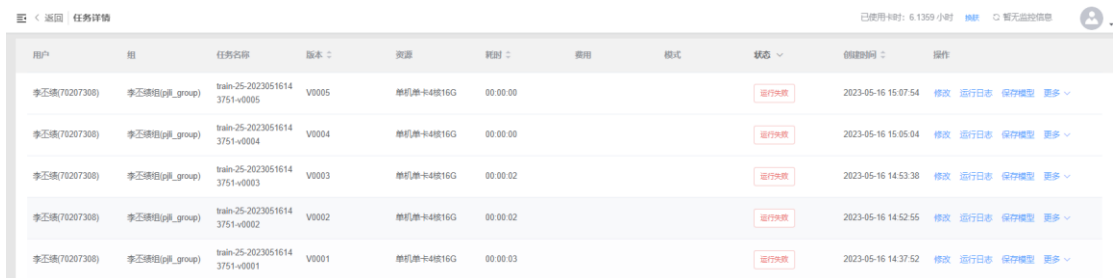 返回 任务详情 已使用卡时：6.1359 小时 换肤 暂无监控信息
用户 组 任务名称 版本 资源 耗时 费用 模式 状态 创建时间 操作
李丕绩(70207308) 李丕绩组(pjli_group) train-25-2023051614 V0005 单机单卡4核16G 00:00:00 运行失败 2023-05-16 15:07:54 修改 运行日志 保存模型 更多
3751-v0005
李丕绩(70207308) 李丕绩组(pjli_group) train-25-2023051614 V0004 单机单卡4核16G 00:00:00 运行失败 2023-05-16 15:05:04 修改 运行日志 保存模型 更多
3751-v0004
李丕绩(70207308) 李丕绩组(pjli_group) train-25-2023051614 V0003 单机单卡4核16G 00:00:02 运行失败 2023-05-16 14:53:38 修改 运行日志 保存模型 更多
3751-v0003
李丕绩(70207308) 李丕绩组(pjli_group) train-25-2023051614 V0002 单机单卡4核16G 00:00:02 运行失败 2023-05-16 14:52:55 修改 运行日志 保存模型 更多
3751-v0002
李丕绩(70207308) 李丕绩组(pjli_group) train-25-2023051614 V0001 单机单卡4核16G 00:00:03 运行失败 2023-05-16 14:37:52 修改 运行日志 保存模型 更多
3751-v0001